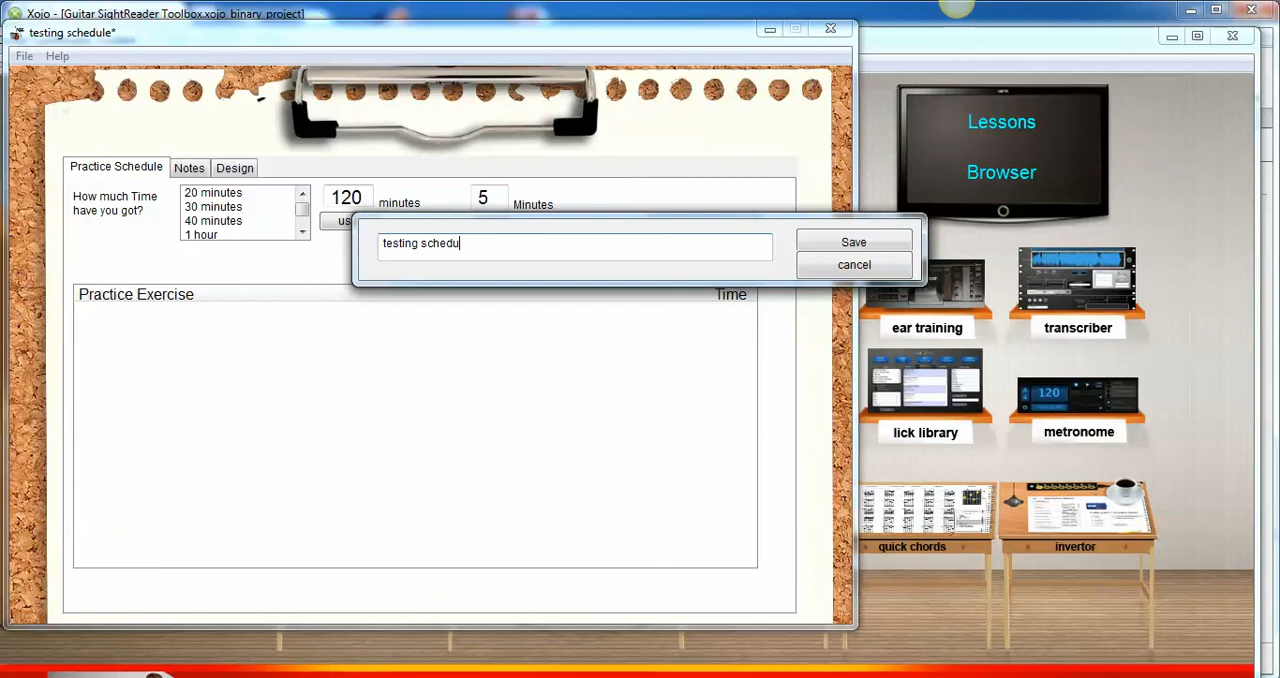 Xojo - [Guitar SightReader Toolbox.xojo_binary_project]
testing schedule*
File Help
Practice Schedule Notes Design
How much Time
have you got?
20 minutes
30 minutes
40 minutes
1 hour
120 minutes
5 Minutes
us
testing schedu
Save
cancel
Practice Exercise Time
Lessons
Browser
ear training
transcriber
lick library
120
metronome
quick chords
invertor